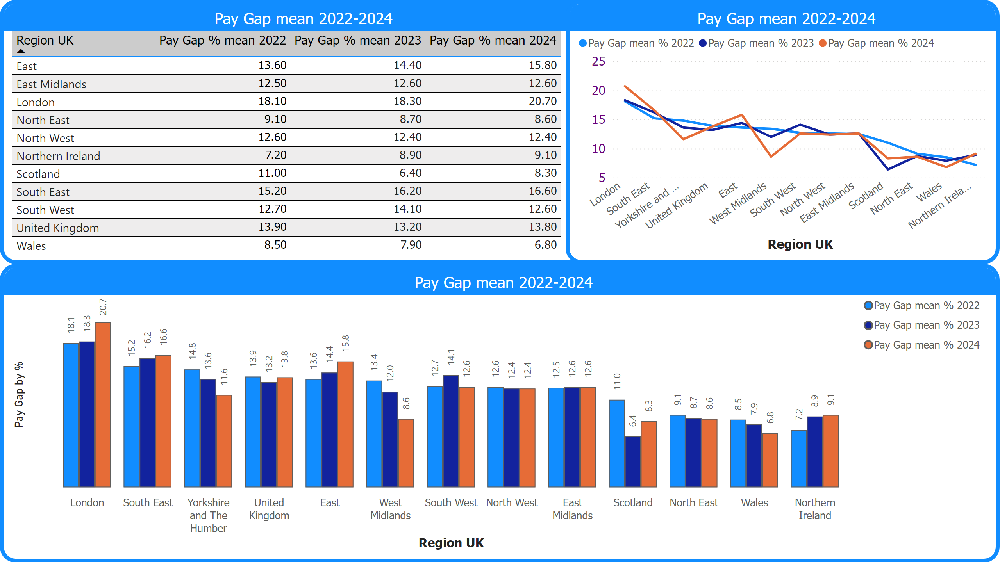 Pay Gap mean 2022-2024
Region UK Pay Gap % mean 2022 Pay Gap % mean 2023 Pay Gap % mean 2024
East 13.60 14.40 15.80
East Midlands 12.50 12.60 12.60
London 18.10 18.30 20.70
North East 9.10 8.70 8.60
North West 12.60 12.40 12.40
Northern Ireland 7.20 8.90 9.10
Scotland 11.00 6.40 8.30
South East 15.20 16.20 16.60
South West 12.70 14.10 12.60
United Kingdom 13.90 13.20 13.80
Wales 8.50 7.90 6.80
Pay Gap mean 2022-2024
Pay Gap mean % 2022 Pay Gap mean % 2023 Pay Gap mean % 2024
25
20
15
10
5
London
South East
Yorkshire and ...
United Kingdom
East
West Midlands
South West
North West
East Midlands
Scotland
North East
Wales
Northern Irela...
Region UK
Pay Gap mean 2022-2024
Pay Gap mean % 2022
Pay Gap mean % 2023
Pay Gap mean % 2024
Pay Gap by %
18.1 18.3 20.7
15.2 16.2 16.6
14.8 13.6 11.6
13.9 13.2 13.8
13.6 14.4 15.8
13.4 12.0 8.6
12.7 14.1 12.6
12.6 12.4 12.4
12.5 12.6 12.6
11.0 6.4 8.3
9.1 8.7 8.6
8.5 7.9 6.8
7.2 8.9 9.1
London
South East
Yorkshire
and The
Humber
United
Kingdom
East
West
Midlands
South West
North West
East
Midlands
Scotland
North East
Wales
Northern
Ireland
Region UK